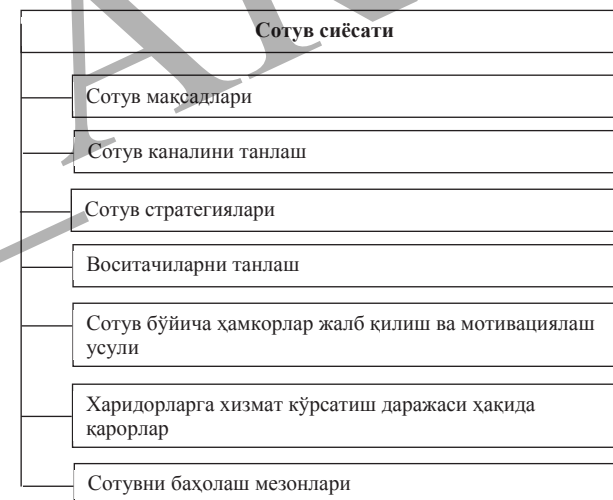 Сотув сиёсати
Сотув мақсадлари
Сотув каналини танлаш
Сотув стратегиялари
Воситачиларни танлаш
Сотув бўйича ҳамкорлар жалб қилиш ва мотивациялаш
усули
Харидорларга хизмат кўрсатиш даражаси ҳақида
қарорлар
Сотувни баҳолаш мезонлари